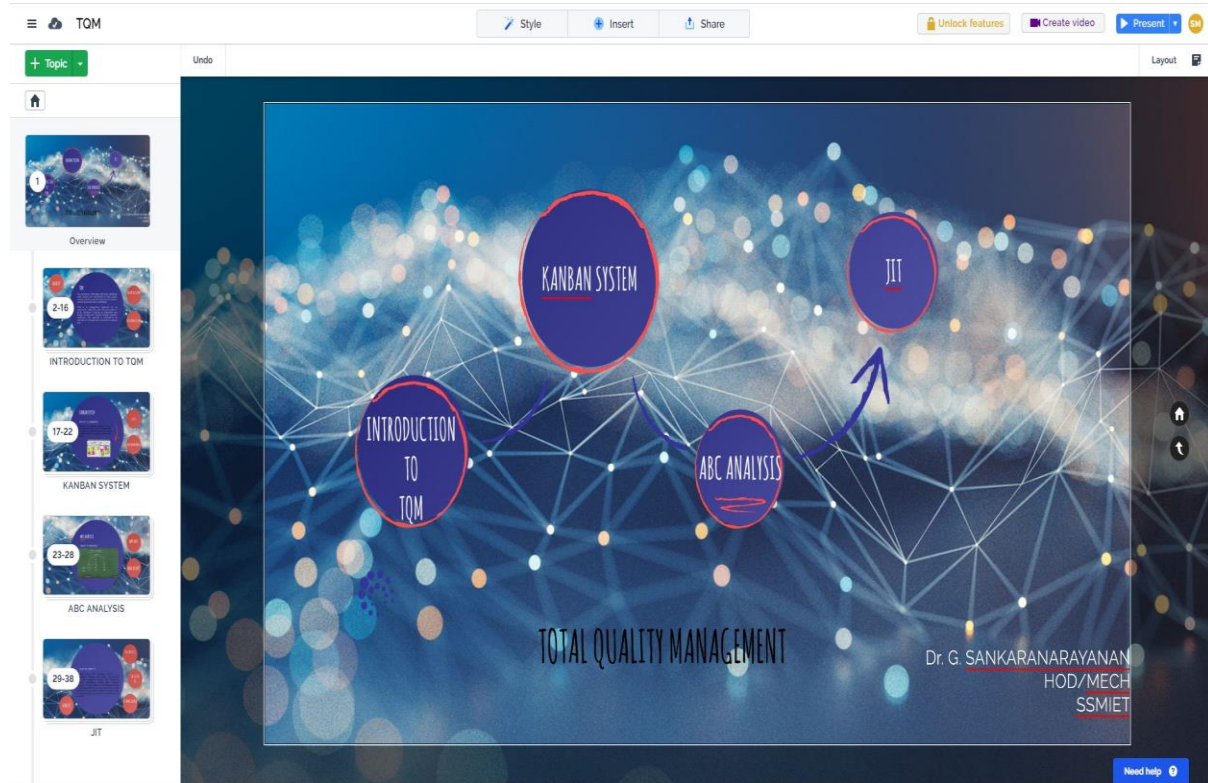 TQM
Style
Insert
Share
Unlock features
Create video
Present
SM
+ Topic
Undo
Layout
1
Overview
2-16
INTRODUCTION TO TQM
17-22
KANBAN SYSTEM
23-28
ABC ANALYSIS
29-38
JIT
KANBAN SYSTEM
JIT
INTRODUCTION
TO
TQM
ABC ANALYSIS
TOTAL QUALITY MANAGEMENT
Dr. G. SANKARANARAYANAN
HOD/MECH
SSMIET
Need help ?